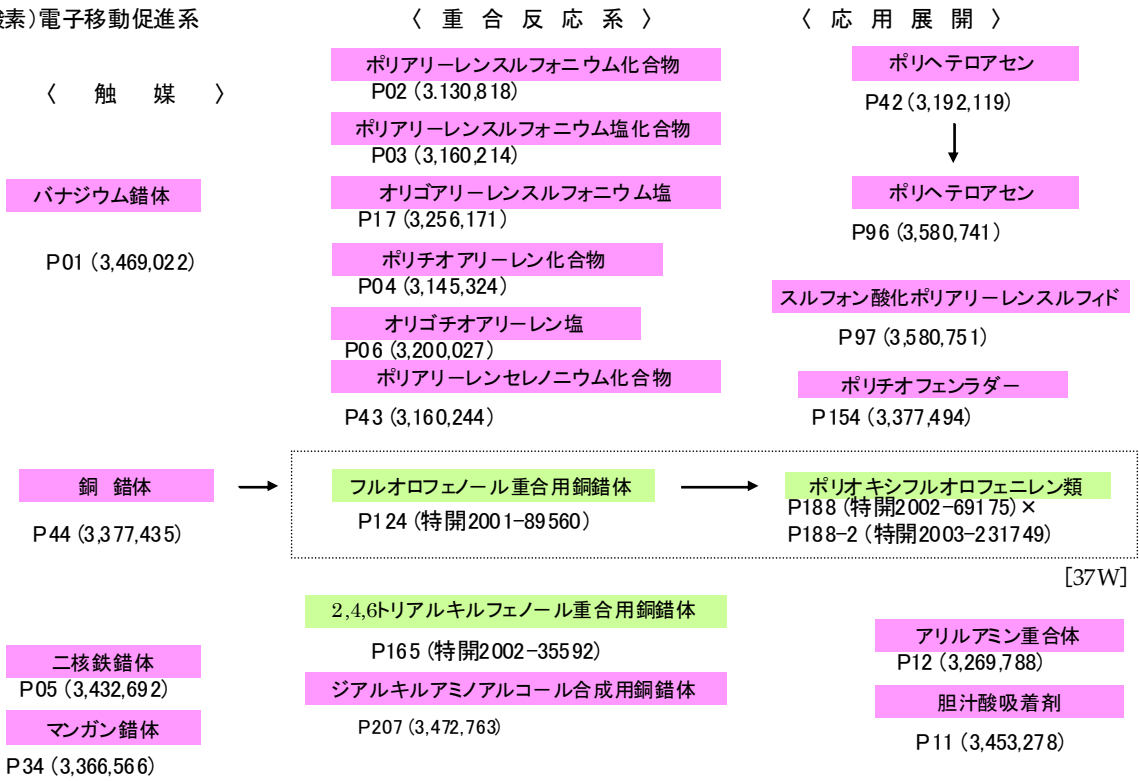 酸素）電子移動促進系
〈 触 媒 〉
バナジウム錯体
P01（3,469,022）
銅 錯体
P44（3,377,435）
二核鉄錯体
P05（3,432,692）
マンガン錯体
P34（3,366,566）
〈 重 合 反 応 系 〉
ポリアリーレンスルフォニウム化合物
P02（3.130,818）
ポリアリーレンスルフォニウム塩化合物
P03（3,160,214）
オリゴアリーレンスルフォニウム塩
P17（3,256,171）
ポリチオアリーレン化合物
P04（3,145,324）
オリゴチオアリーレン塩
P06（3,200,027）
ポリアリーレンセレノニウム化合物
P43（3,160,244）
フルオロフェノール重合用銅錯体
P124（特開2001-89560）
2,4,6トリアルキルフェノール重合用銅錯体
P165（特開2002-35592）
ジアルキルアミノアルコール合成用銅錯体
P207（3,472,763)
〈 応 用 展 開 〉
ポリヘテロアセン
P42（3,192,119）
ポリヘテロアセン
P96（3,580,741）
スルフォン酸化ポリアリーレンスルフィド
P97（3,580,751）
ポリチオフェンラダー
P154（3,377,494）
ポリオキシフルオロフェニレン類
P188（特開2002-69175）×
P188-2（特開2003-231749）
[37W]
アリルアミン重合体
P12（3,269,788）
胆汁酸吸着剤
P11（3,453,278）